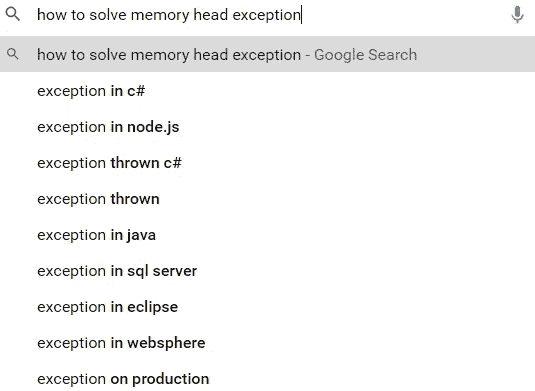 how to solve memory head exception
how to solve memory head exception - Google Search
exception in c#
exception in node.js
exception thrown c#
exception thrown
exception in java
exception in sql server
exception in eclipse
exception in websphere
exception on production